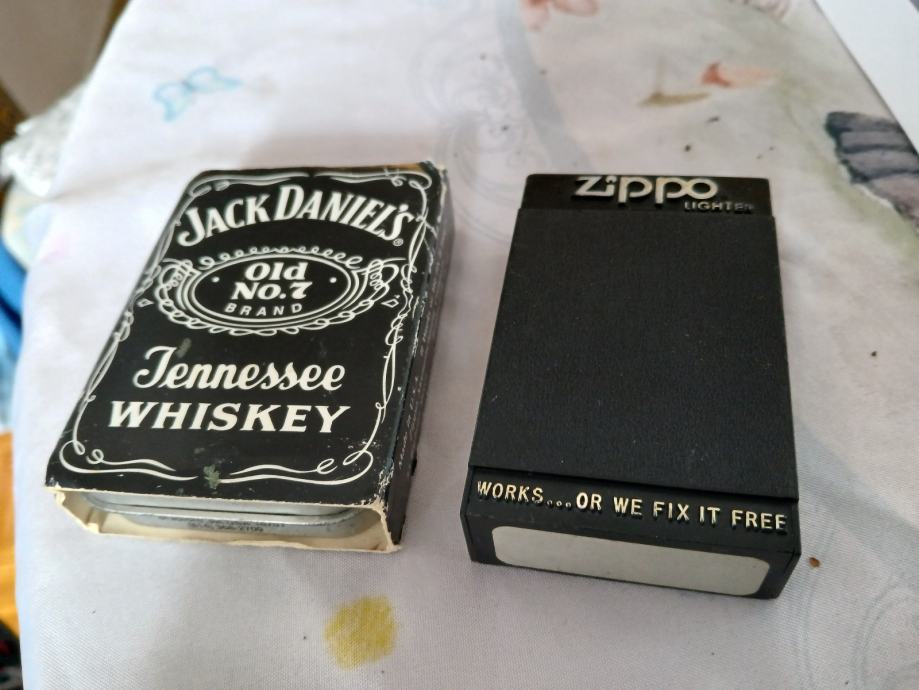 JACK DANIEL'S®
Old
No.7
BRAND
Tennessee
WHISKEY
Zippo
LIGHTER
WORKS...OR WE FIX IT FREE